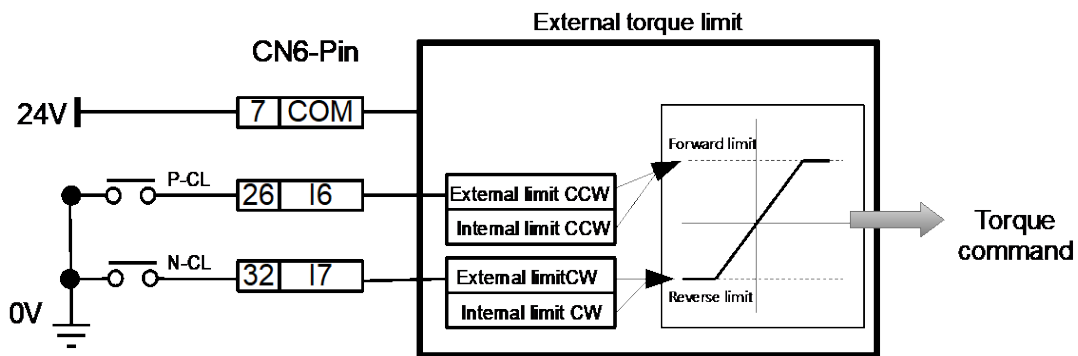 External torque limit
CN6-Pin
24V
7 COM
Forward limit
P-CL
26 I6
External limit CCW
Internal limit CCW
Torque
command
N-CL
32 I7
External limitCW
Internal limit CW
Reverse limit
0V